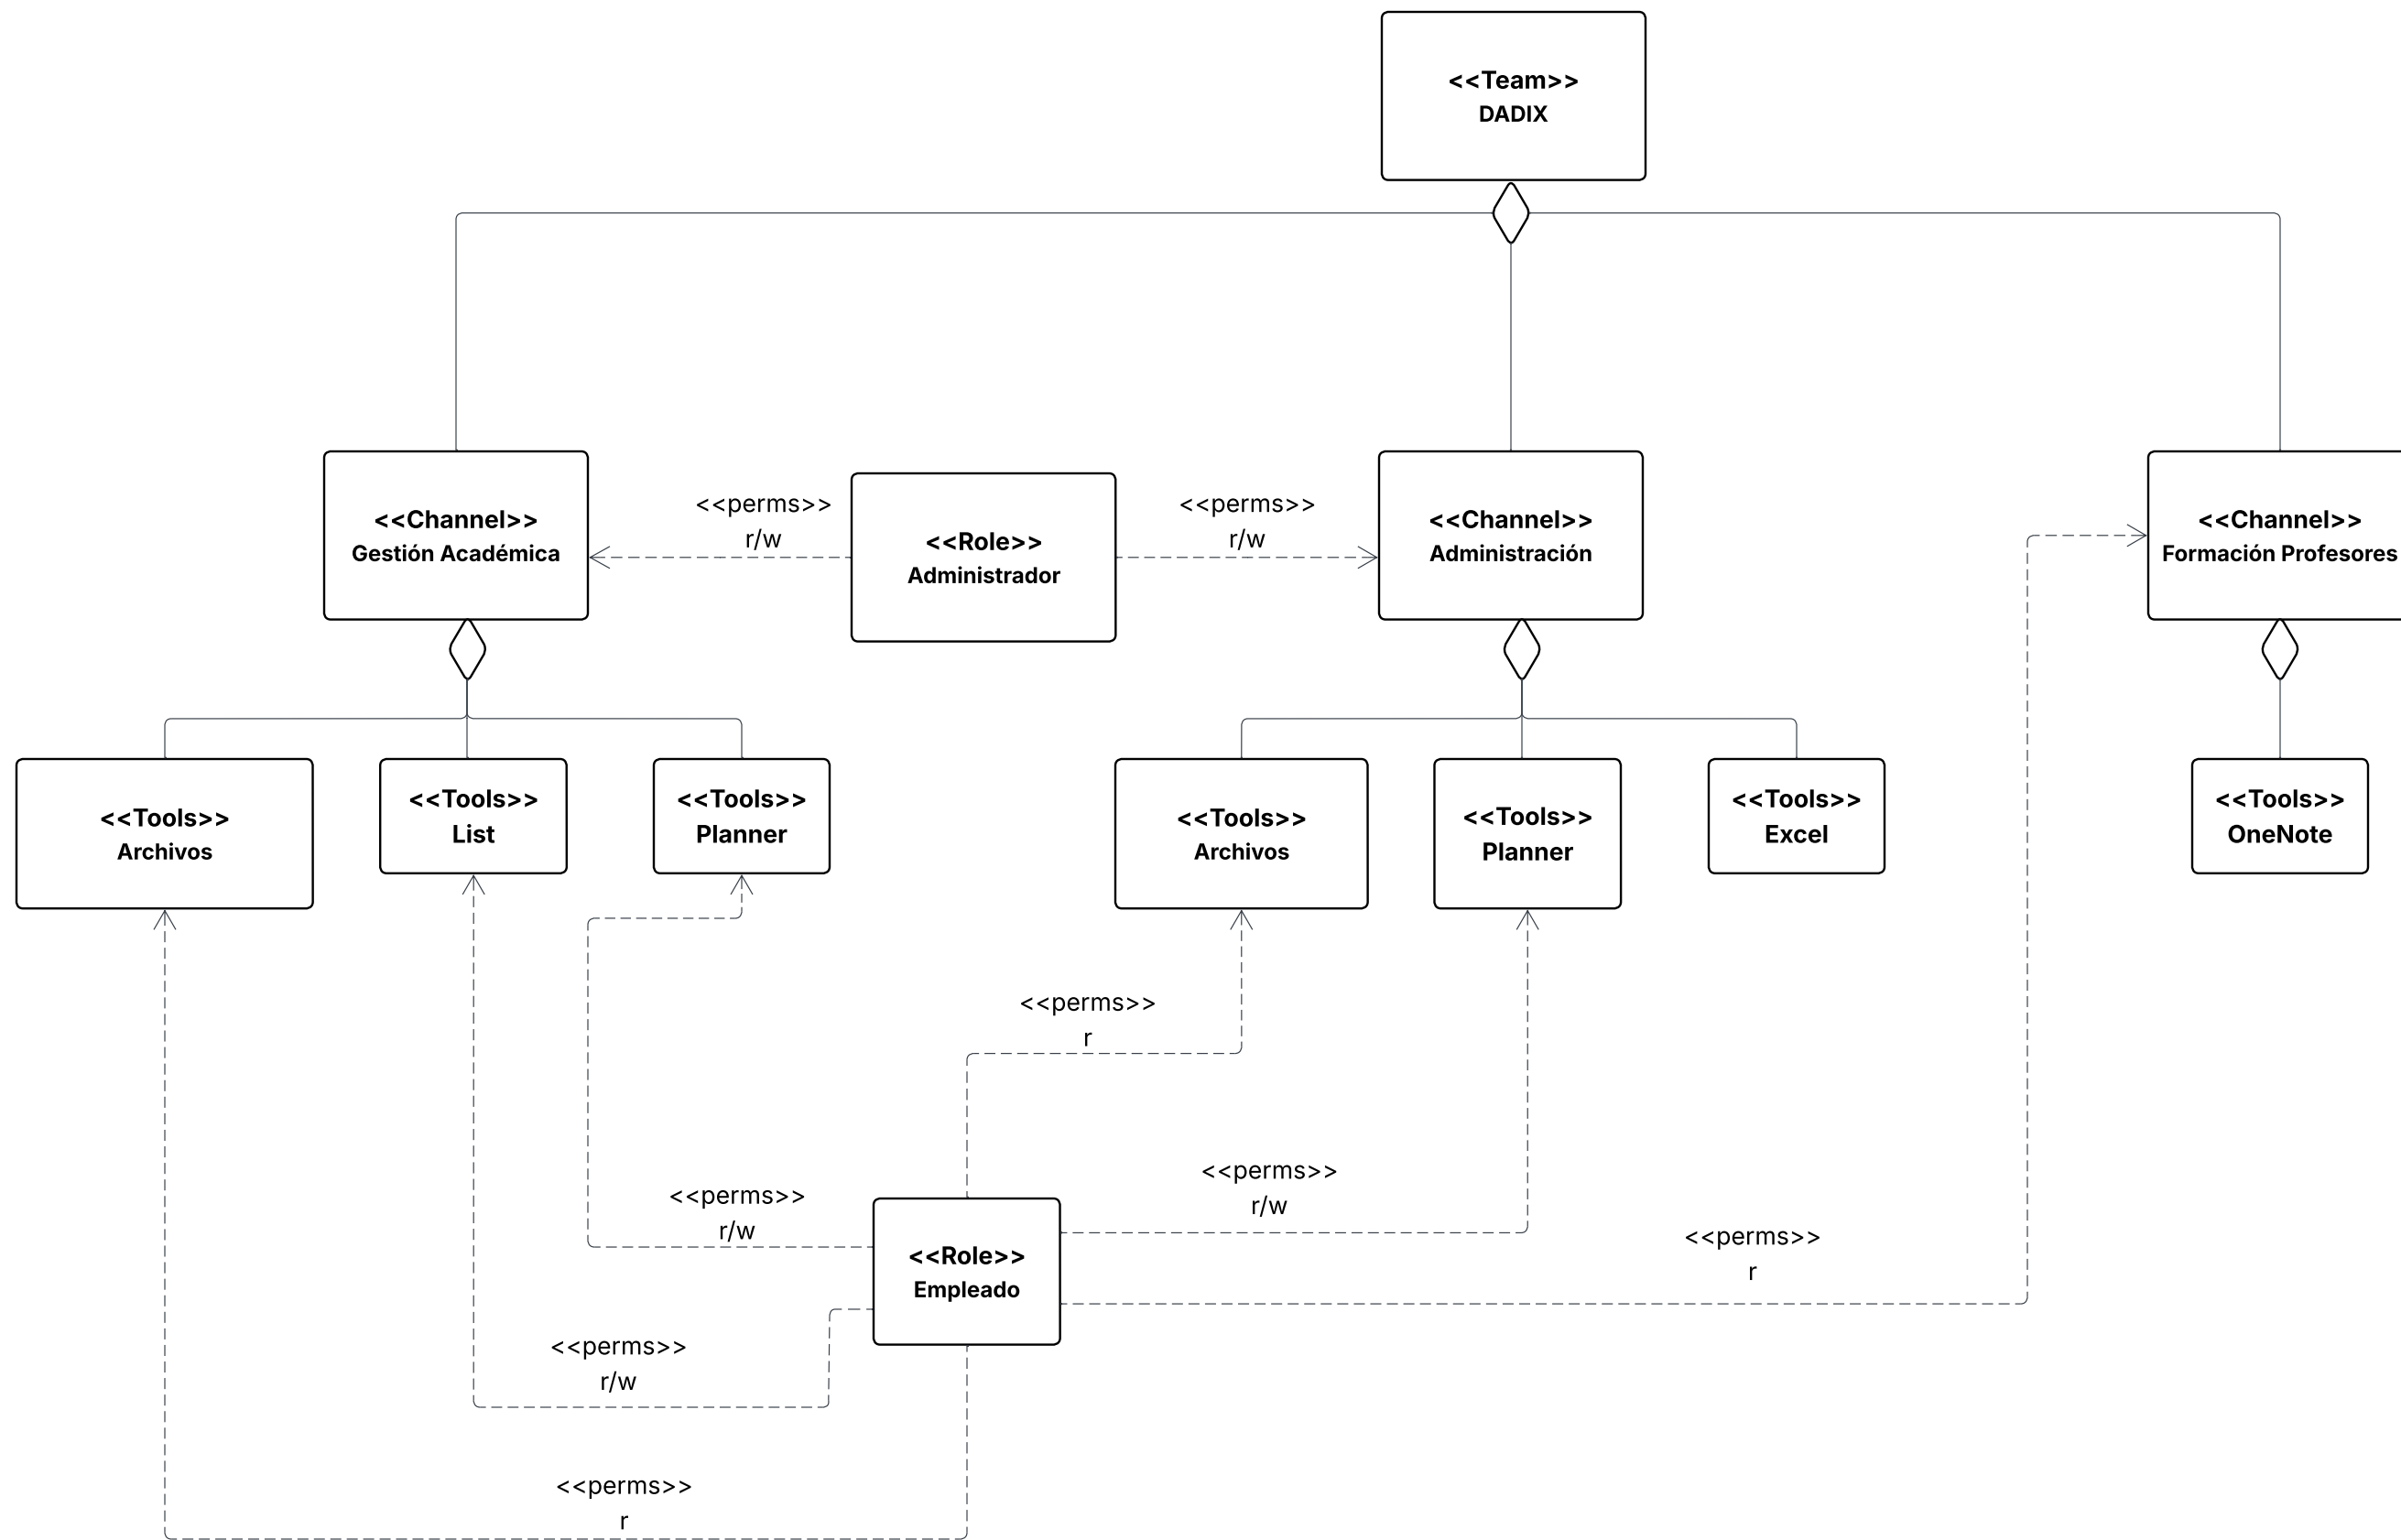 <<Team>>
DADIX
<<Channel>>
Gestión Académica
<<perms>>
r/w
<<Role>>
Administrador
<<perms>>
r/w
<<Channel>>
Administración
<<Channel>>
Formación Profesores
<<Tools>>
Archivos
<<Tools>>
List
<<Tools>>
Planner
<<Tools>>
Archivos
<<Tools>>
Planner
<<Tools>>
Excel
<<Tools>>
OneNote
<<perms>>
r
<<perms>>
r/w
<<perms>>
r/w
<<perms>>
r
<<Role>>
Empleado
<<perms>>
r/w
<<perms>>
r